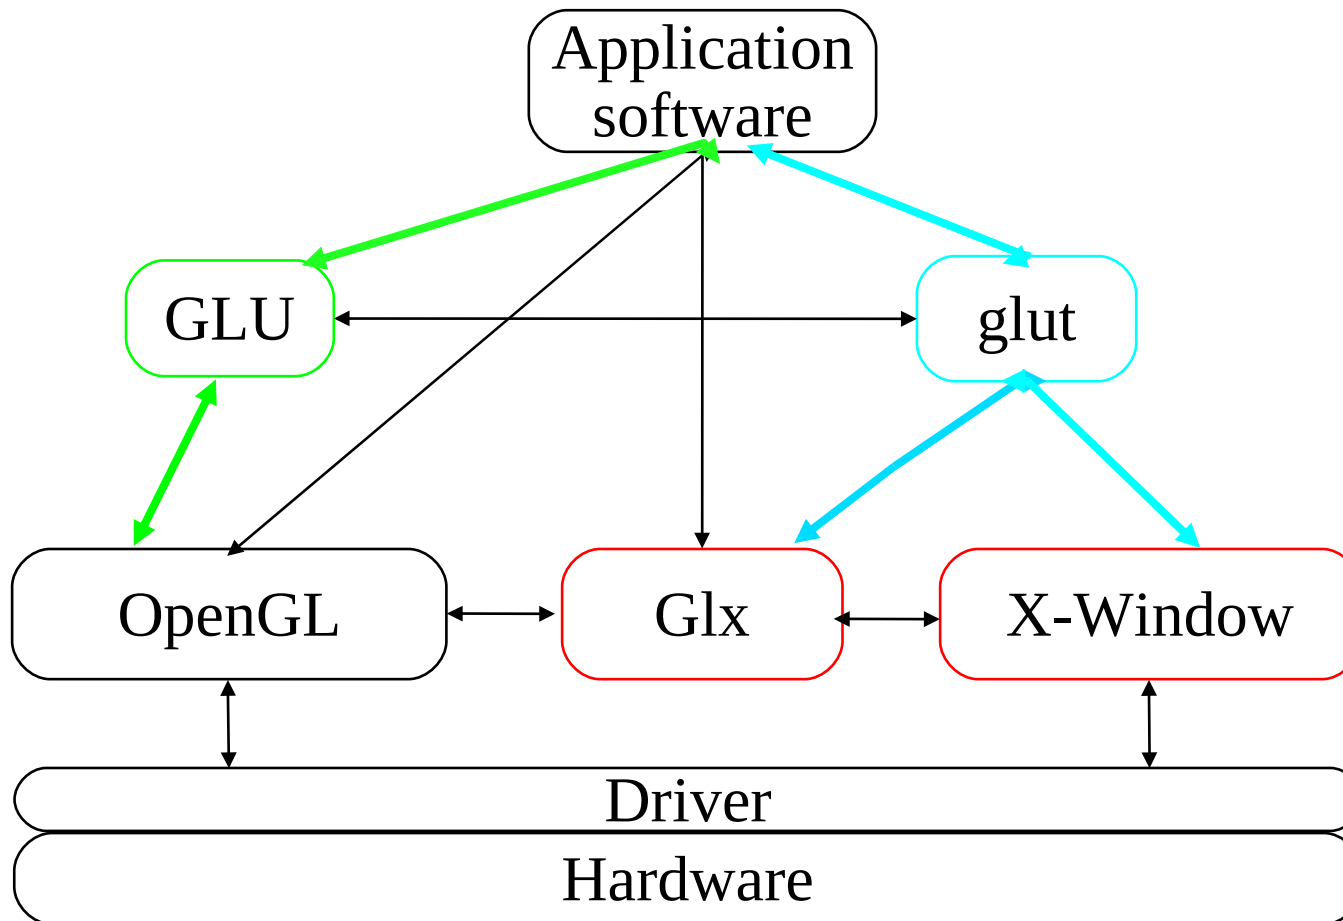 Application
software
GLU
glut
OpenGL
Glx
X-Window
Driver
Hardware